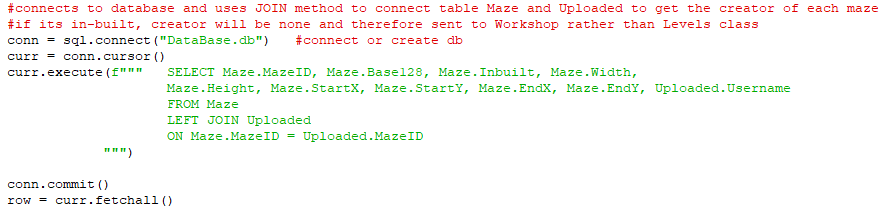 #connects to database and uses JOIN method to connect table Maze and Uploaded to get the creator of each maze
#if its in-built, creator will be none and therefore sent to Workshop rather than Levels class
conn = sql.connect("DataBase.db")   #connect or create db
curr = conn.cursor()
curr.execute(f"""   SELECT Maze.MazeID, Maze.Base128, Maze.Inbuilt, Maze.Width,
                    Maze.Height, Maze.StartX, Maze.StartY, Maze.EndX, Maze.EndY, Uploaded.Username
                    FROM Maze
                    LEFT JOIN Uploaded
                    ON Maze.MazeID = Uploaded.MazeID
            """)
conn.commit()
row = curr.fetchall()